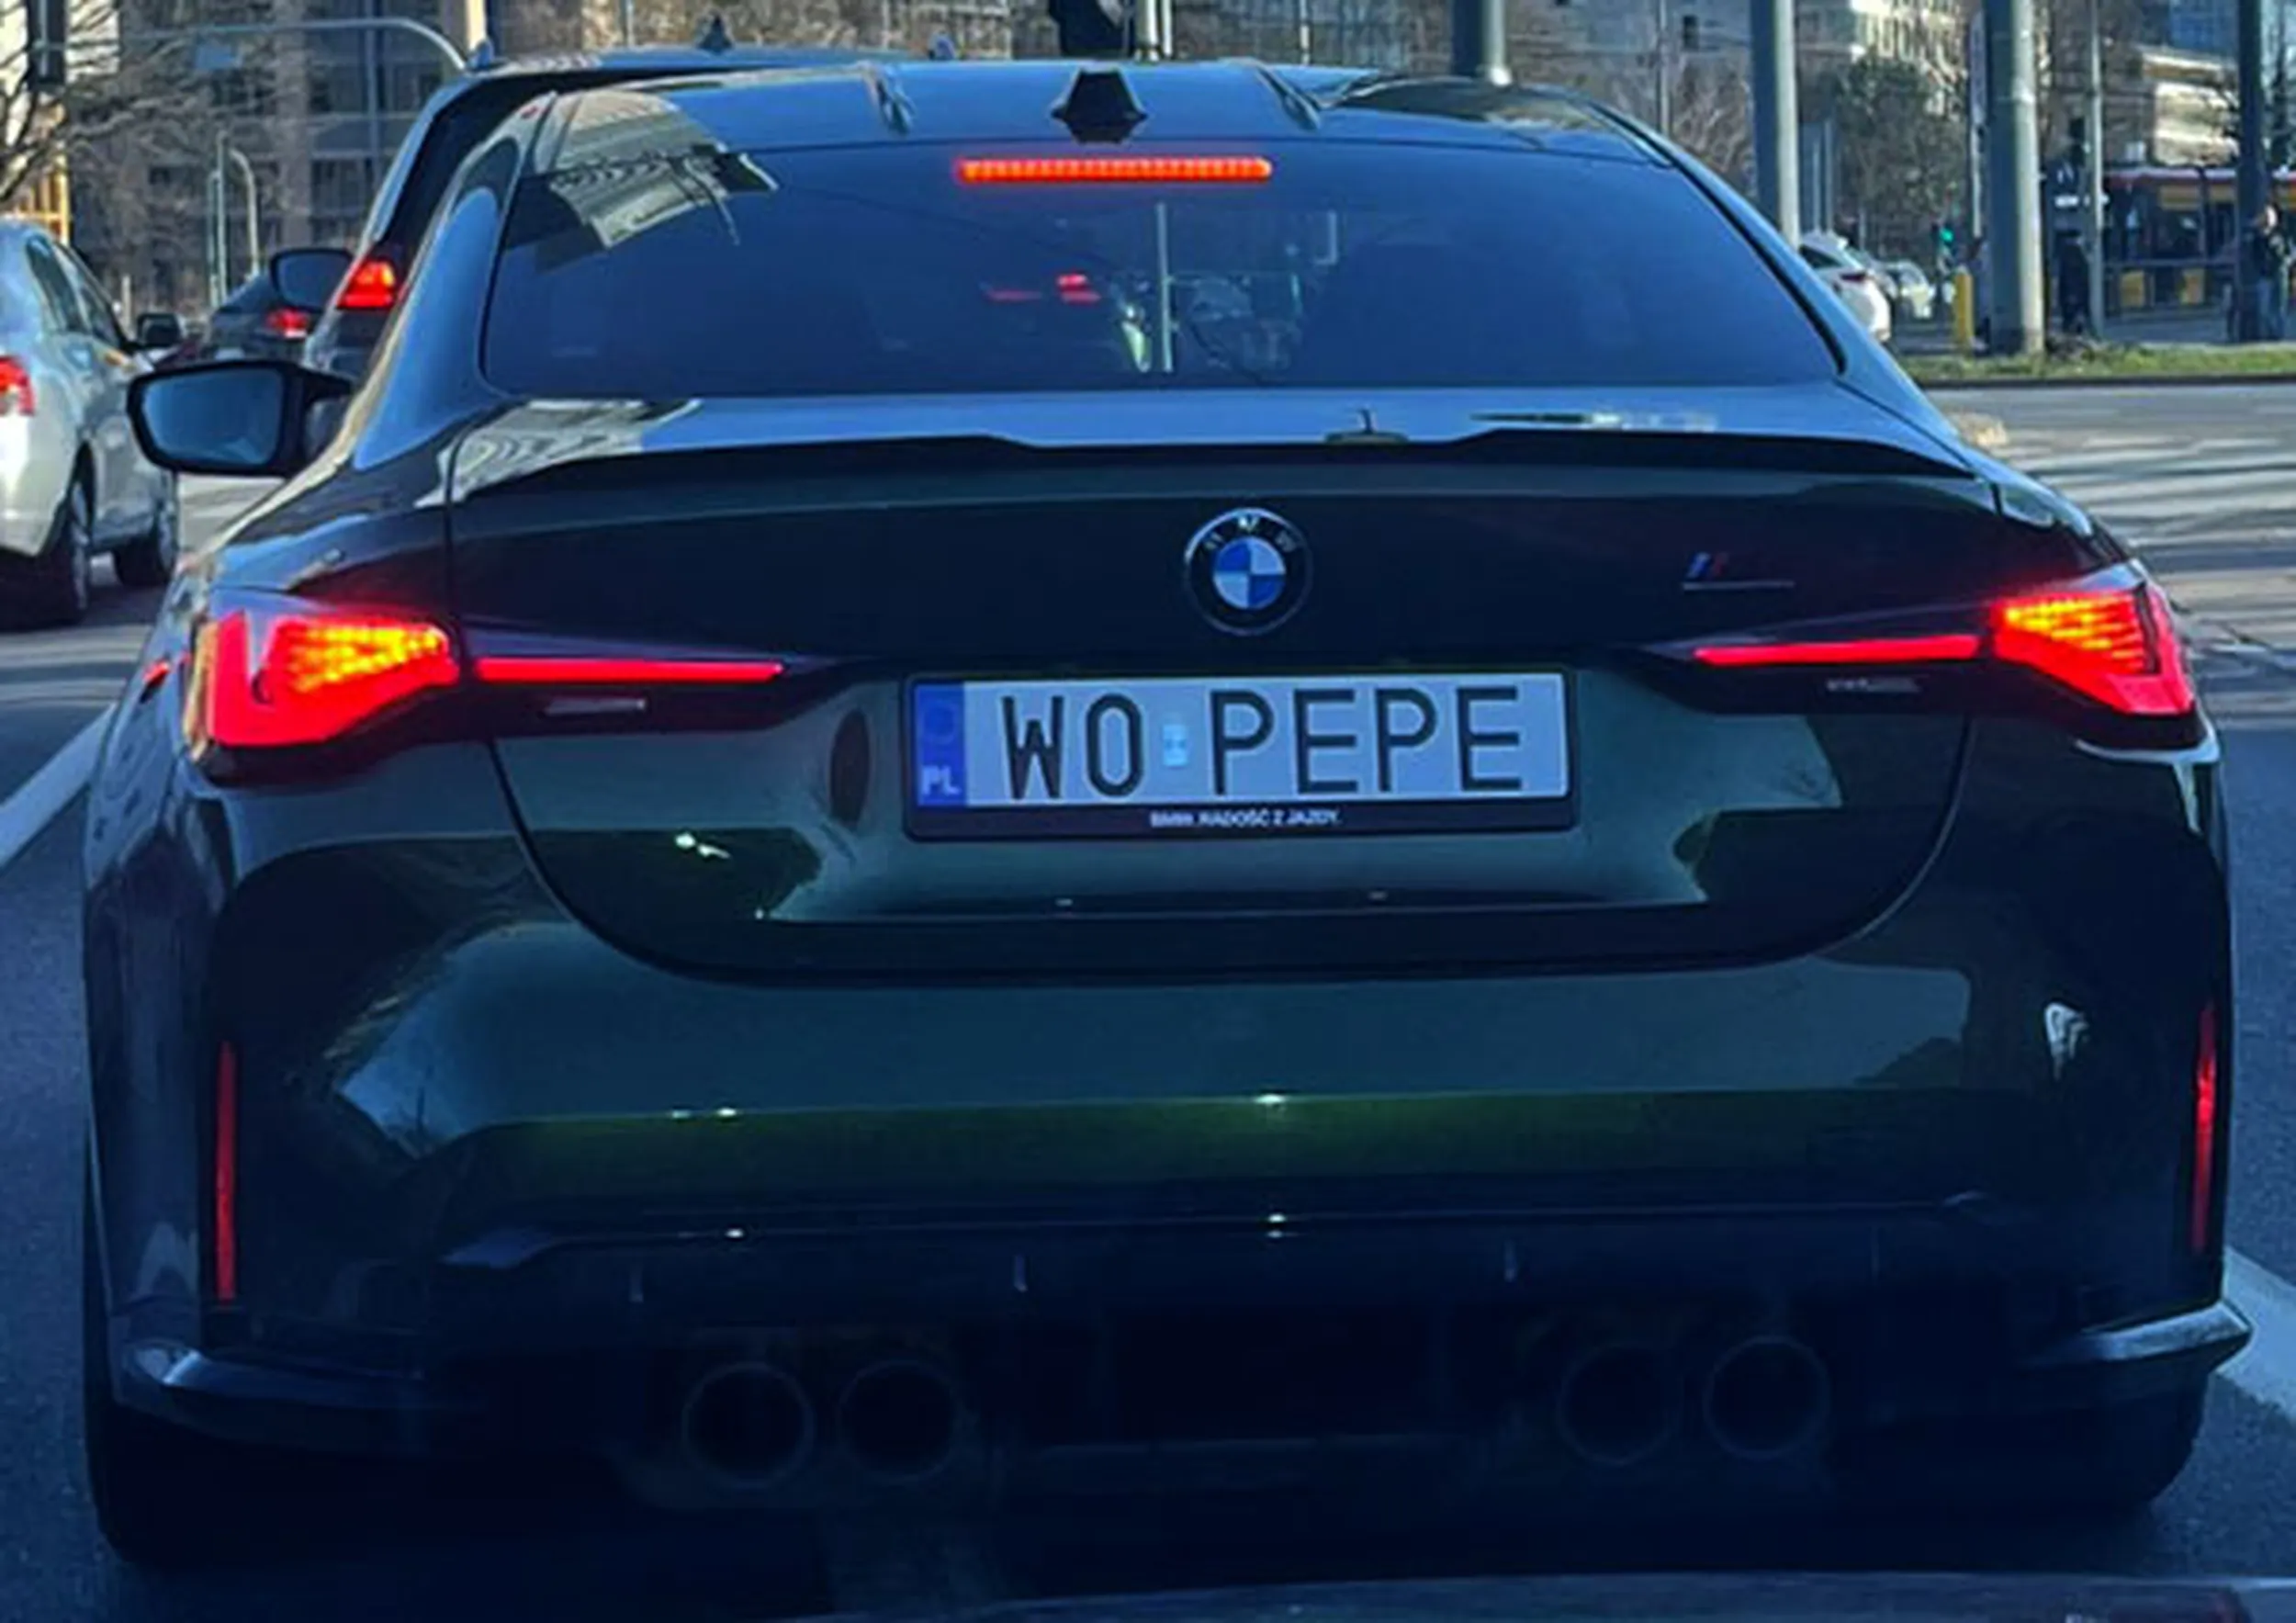 PL WO PEPE
BMW. RADOŚĆ Z JAZDY.